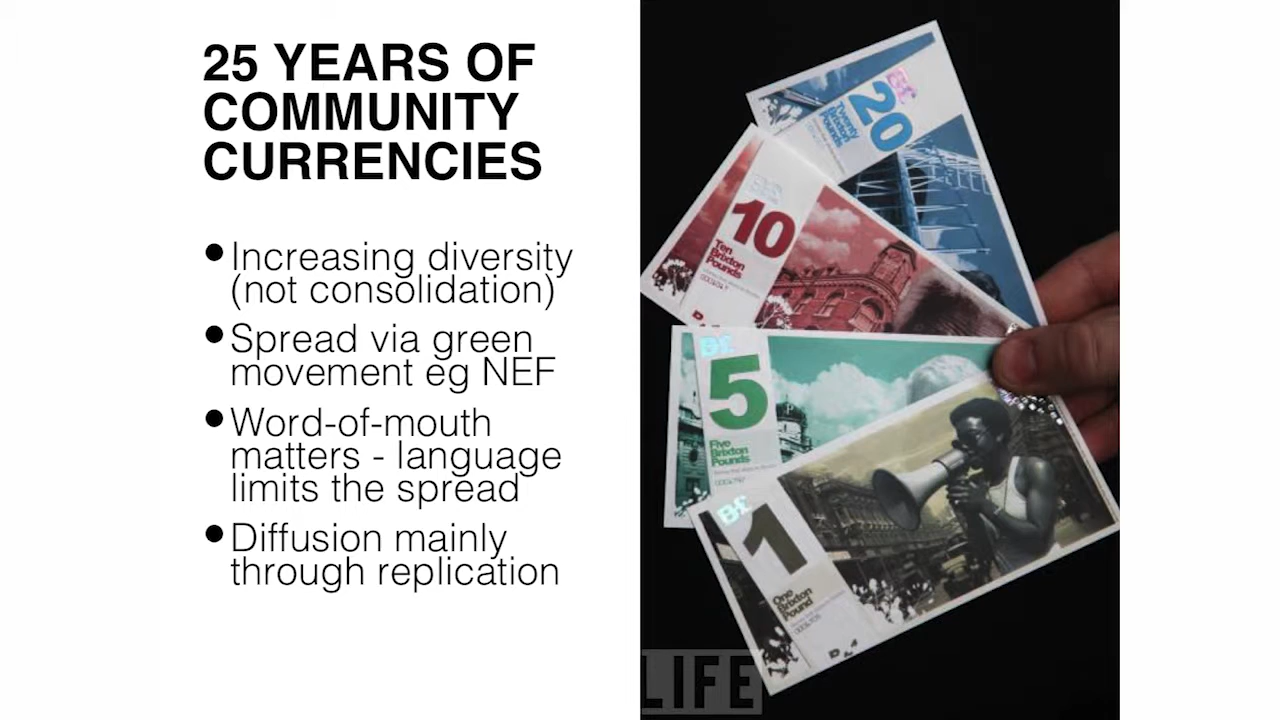 25 YEARS OF
COMMUNITY
CURRENCIES
•Increasing diversity
(not consolidation)
•Spread via green
movement eg NEF
•Word-of-mouth
matters - language
limits the spread
•Diffusion mainly
through replication
B£
20
Twenty
Brixton
Pounds
B£
10
Ten
Brixton
Pounds
B£
5
Five
Brixton
Pounds
B£
1
One
Brixton
Pound
LIFE